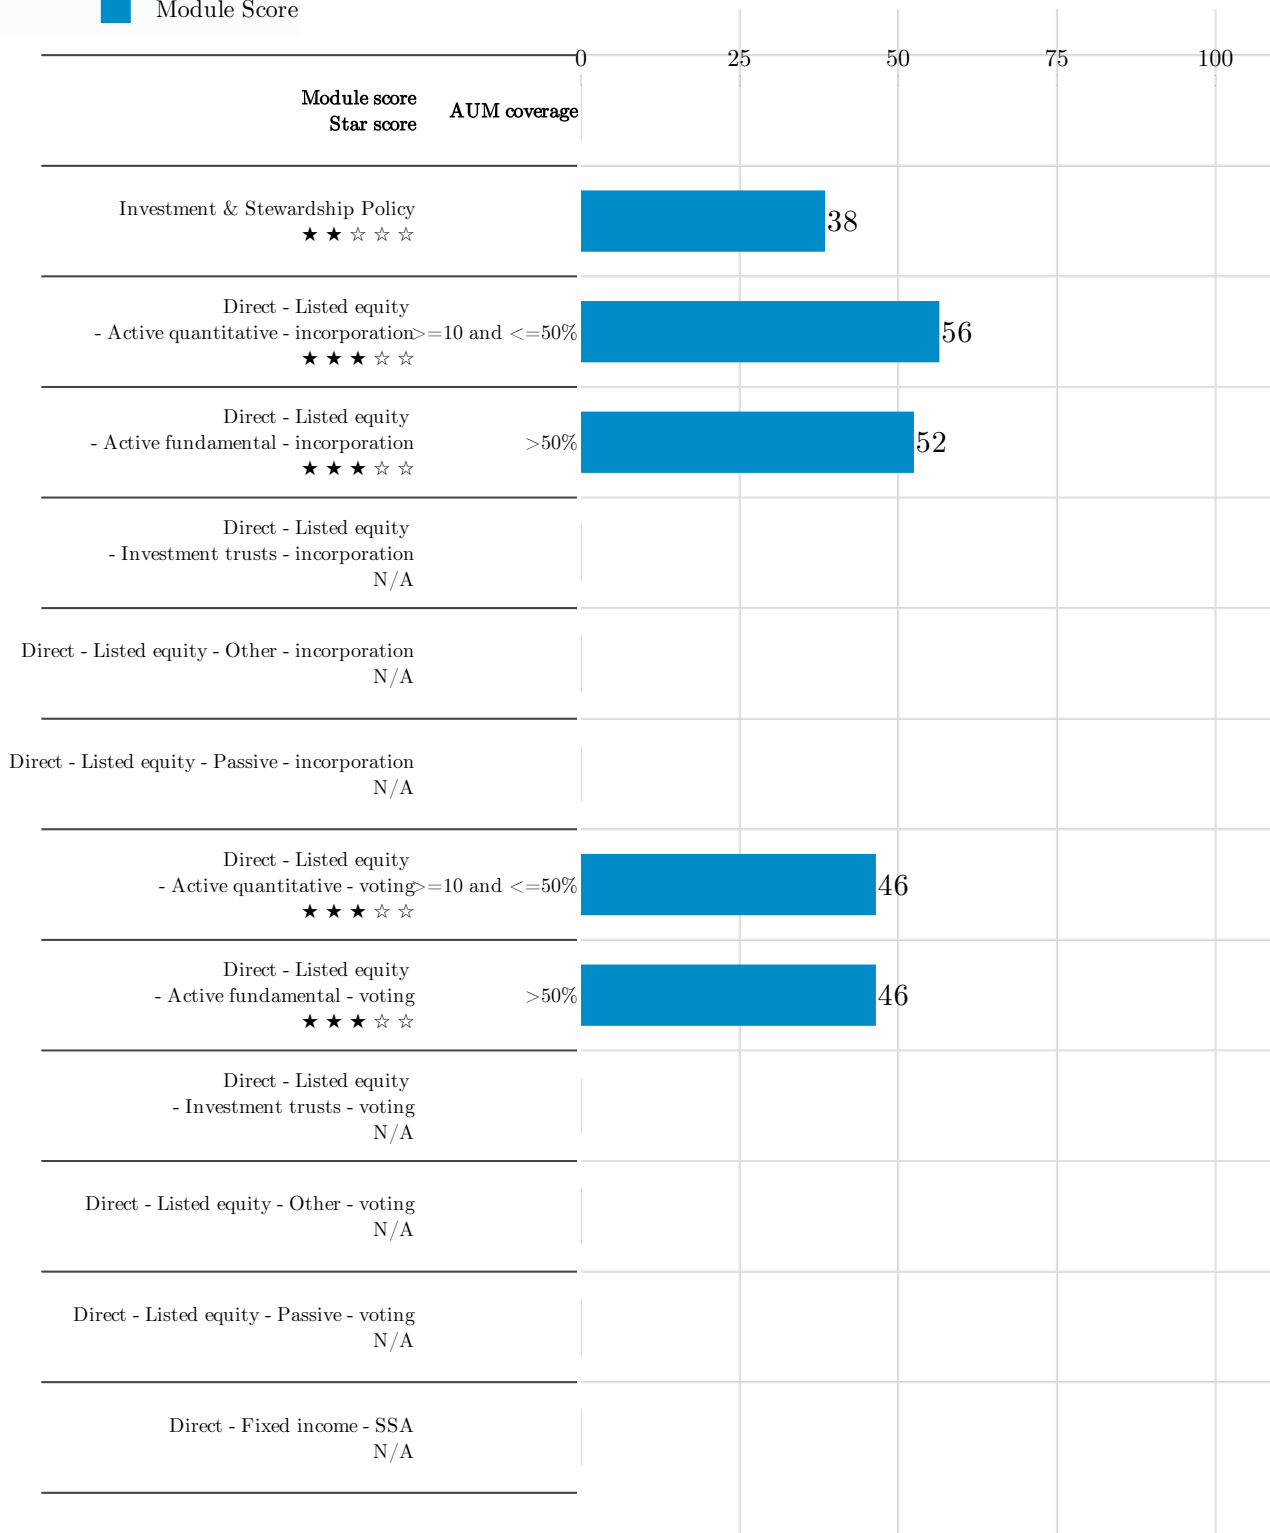 Module Score
0 25 50 75 100
Module score
Star score
AUM coverage
Investment & Stewardship Policy
★ ★ ☆ ☆ ☆
38
Direct - Listed equity
- Active quantitative - incorporation
>=10 and <=50%
★ ★ ★ ☆ ☆
56
Direct - Listed equity
- Active fundamental - incorporation
>50%
★ ★ ★ ☆ ☆
52
Direct - Listed equity
- Investment trusts - incorporation
N/A
Direct - Listed equity - Other - incorporation
N/A
Direct - Listed equity - Passive - incorporation
N/A
Direct - Listed equity
- Active quantitative - voting
>=10 and <=50%
★ ★ ★ ☆ ☆
46
Direct - Listed equity
- Active fundamental - voting
>50%
★ ★ ★ ☆ ☆
46
Direct - Listed equity
- Investment trusts - voting
N/A
Direct - Listed equity - Other - voting
N/A
Direct - Listed equity - Passive - voting
N/A
Direct - Fixed income - SSA
N/A